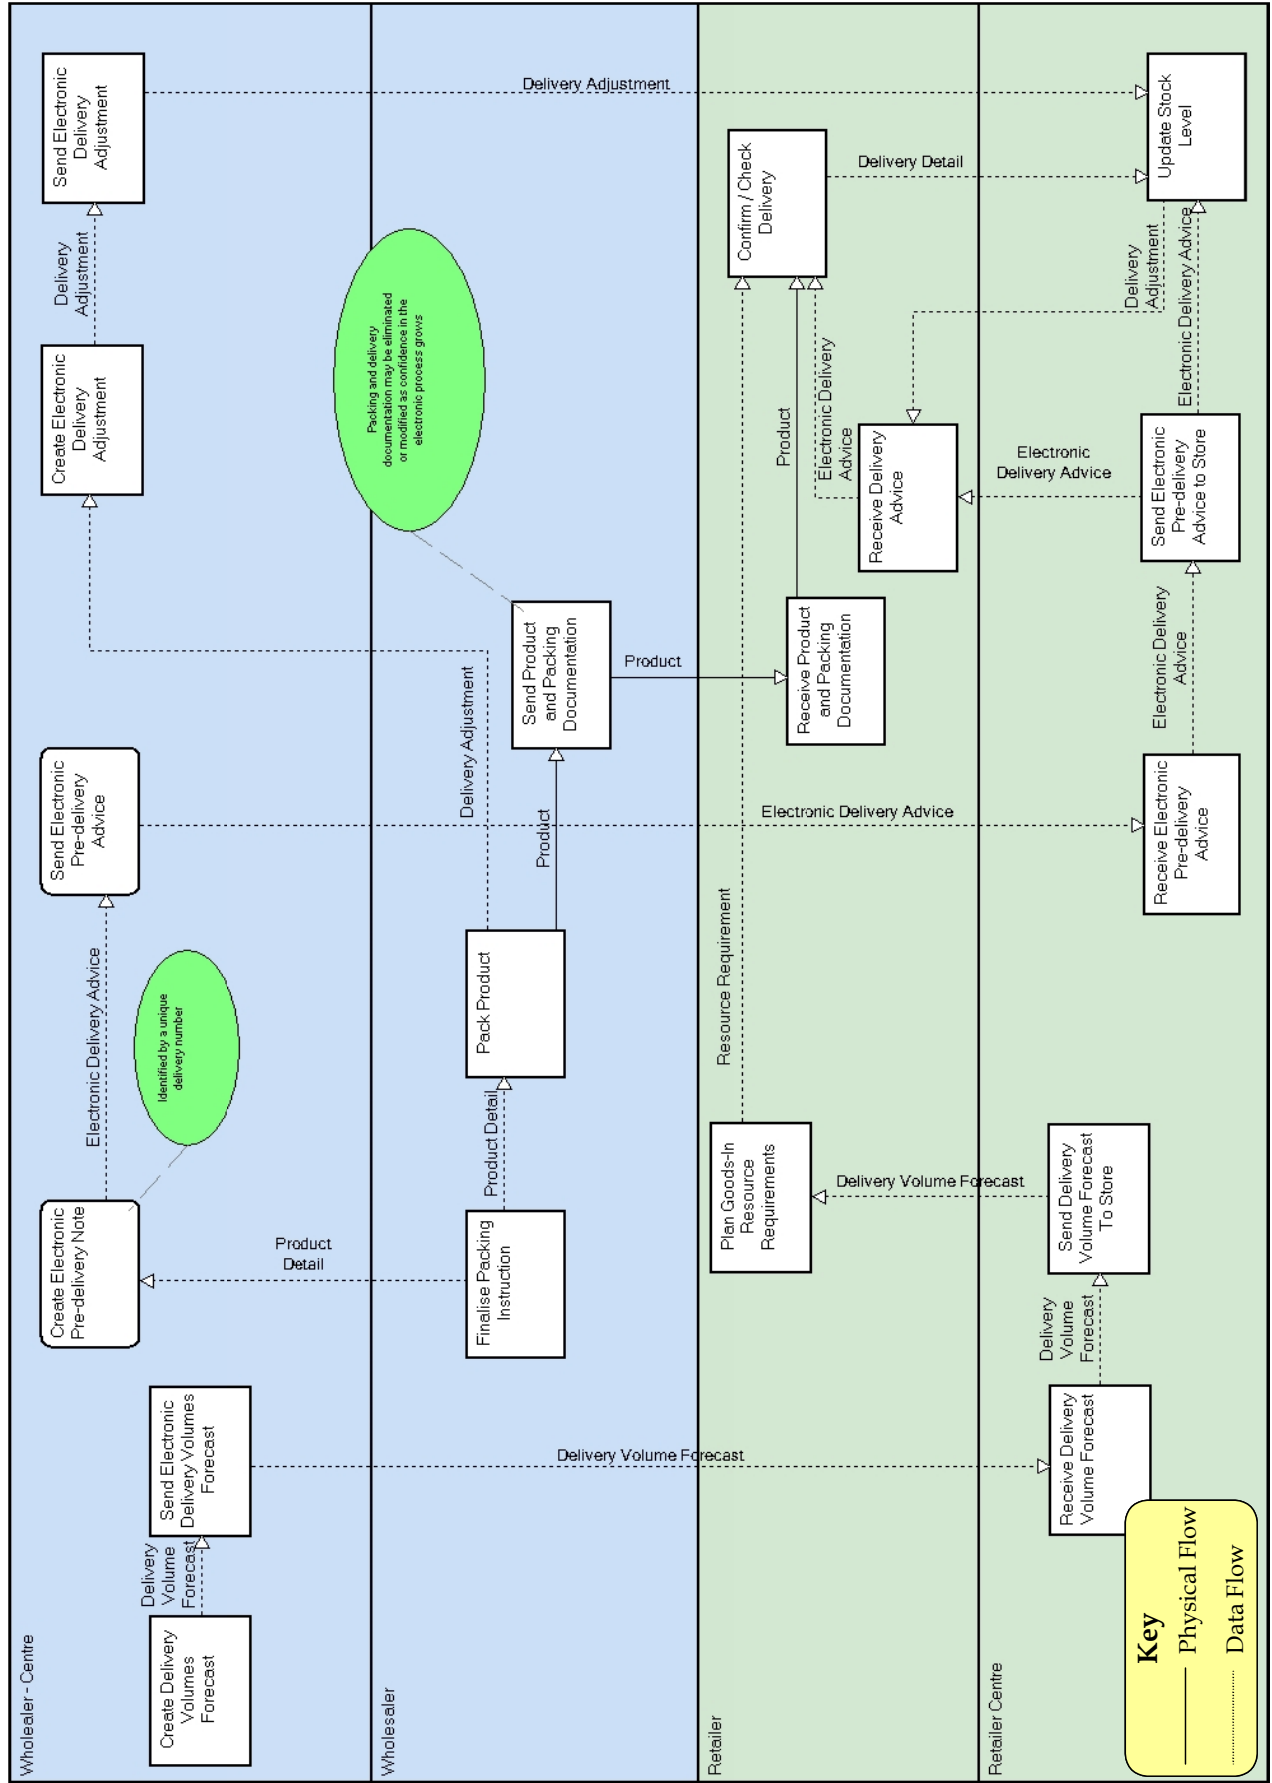 Wholealer - Centre
Create Delivery
Volumes
Forecast
Delivery
Volume
Forecast
Send Electronic
Delivery Volumes
Forecast
Create Electronic
Pre-delivery Note
Identified by a unique
delivery number
Electronic Delivery Advice
Send Electronic
Pre-delivery
Advice
Create Electronic
Delivery
Adjustment
Delivery
Adjustment
Send Electronic
Delivery
Adjustment
Product
Detail
Delivery Volume Forecast
Electronic Delivery Advice
Delivery Adjustment
Wholesaler
Finalise Packing
Instruction
Product Detail
Pack Product
Delivery Adjustment
Product
Send Product
and Packing
Documentation
Packing and delivery
documentation may be eliminated
or modified as confidence in the
electronic process grows
Product
Retailer
Plan Goods-In
Resource
Requirements
Resource Requirement
Receive Product
and Packing
Documentation
Product
Electronic Delivery
Advice
Receive Delivery
Advice
Confirm / Check
Delivery
Delivery Volume Forecast
Electronic
Delivery Advice
Delivery Detail
Retailer Centre
Receive Delivery
Volume Forecast
Delivery
Volume
Forecast
Send Delivery
Volume Forecast
To Store
Receive Electronic
Pre-delivery
Advice
Electronic Delivery
Advice
Send Electronic
Pre-delivery
Advice to Store
Electronic Delivery Advice
Delivery
Adjustment
Update Stock
Level
Key
Physical Flow
Data Flow